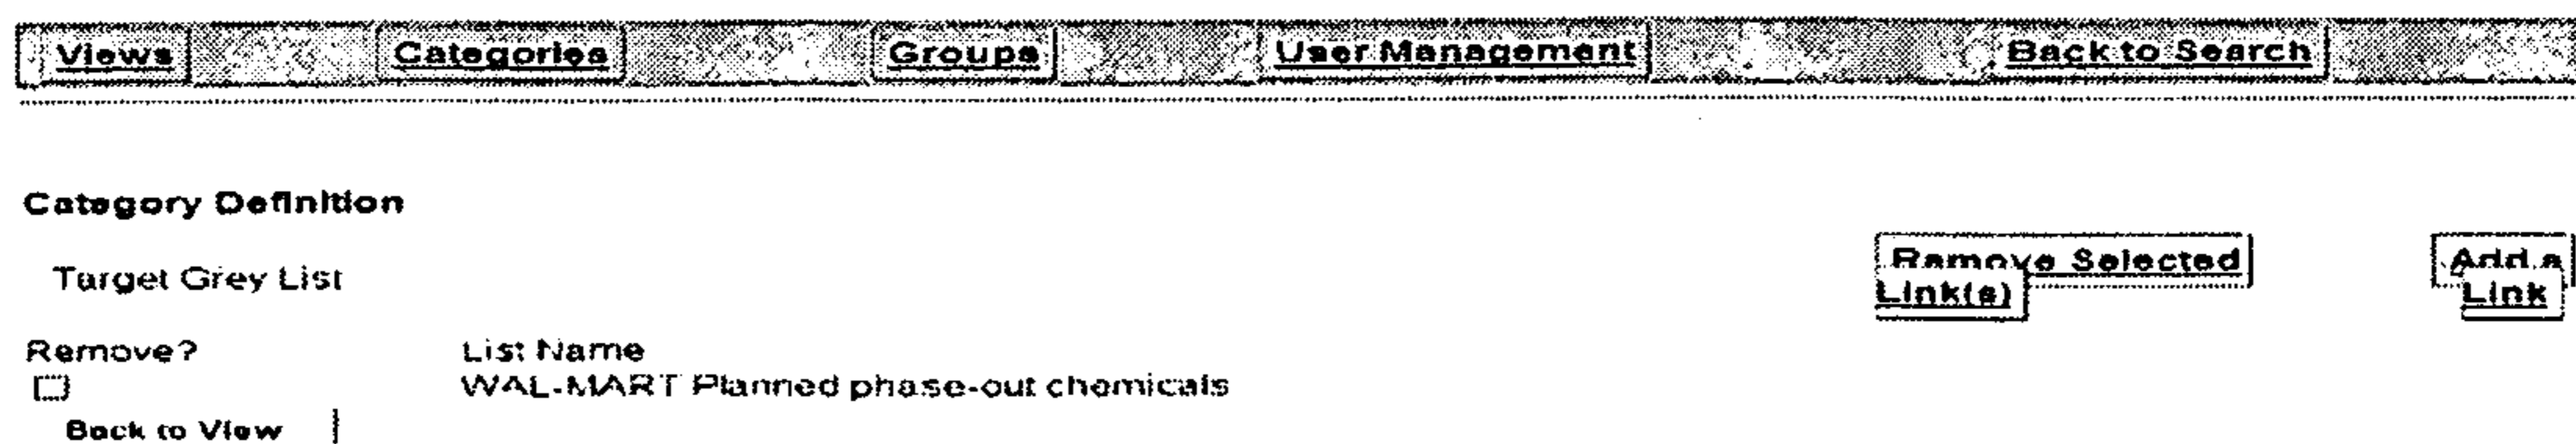 Views Categories Groups User Management Back to Search
Category Definition
Target Grey List
Remove Selected Link(s)
Add a Link
Remove? List Name
WAL-MART Planned phase-out chemicals
Back to View